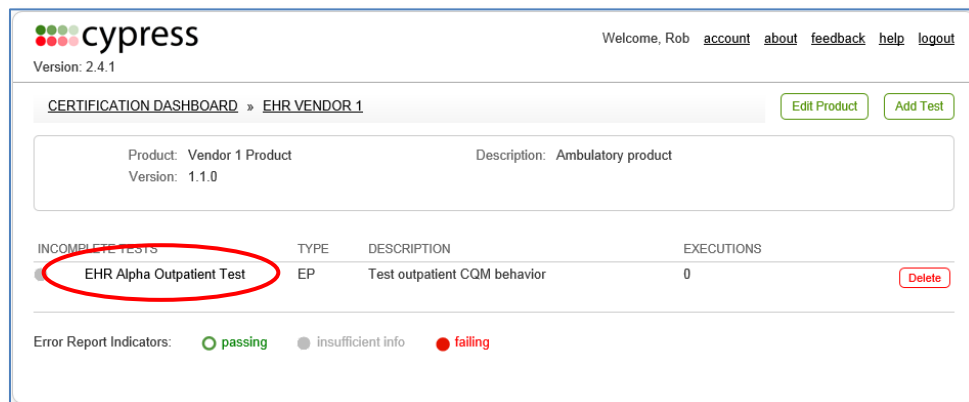 cypress
Welcome, Rob account about feedback help logout
Version: 2.4.1
CERTIFICATION DASHBOARD » EHR VENDOR 1 Edit Product Add Test
Product: Vendor 1 Product Description: Ambulatory product
Version: 1.1.0
INCOMPLETE TESTS TYPE DESCRIPTION EXECUTIONS
EHR Alpha Outpatient Test EP Test outpatient CQM behavior 0 Delete
Error Report Indicators: passing insufficient info failing